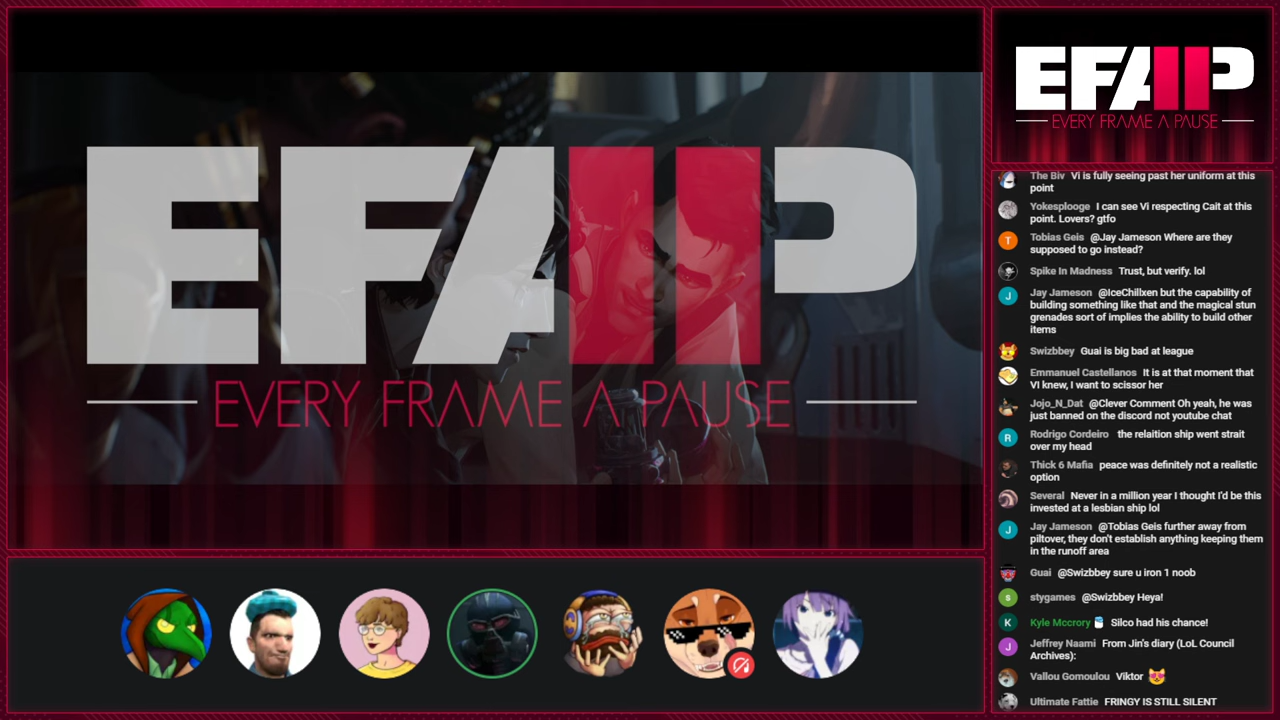 EFAP
EVERY FRAME A PAUSE
EFAP
EVERY FRAME A PAUSE
The Biv Vi is fully seeing past her uniform at this
point
Yokesplooge I can see Vi respecting Cait at this
point. Lovers? gtfo
T
Tobias Geis @Jay Jameson Where are they
supposed to go instead?
Spike In Madness Trust, but verify. lol
J
Jay Jameson @IceChillxen but the capability of
building something like that and the magical stun
grenades sort of implies the ability to build other
items
Swizbbey Guai is big bad at league
Emmanuel Castellanos It is at that moment that
VI knew, I want to scissor her
Jojo_N_Dat @Clever Comment Oh yeah, he was
just banned on the discord not youtube chat
R
Rodrigo Cordeiro the relaition ship went strait
over my head
Thick 6 Mafia peace was definitely not a realistic
option
Several Never in a million year I thought I'd be this
invested at a lesbian ship lol
J
Jay Jameson @Tobias Geis further away from
piltover, they don't establish anything keeping them
in the runoff area
Guai @Swizbbey sure u iron 1 noob
s
stygames @Swizbbey Heya!
K
Kyle Mccrory Silco had his chance!
J
Jeffrey Naami From Jin's diary (LoL Council
Archives):
Vallou Gomoulou Viktor
Ultimate Fattie FRINGY IS STILL SILENT